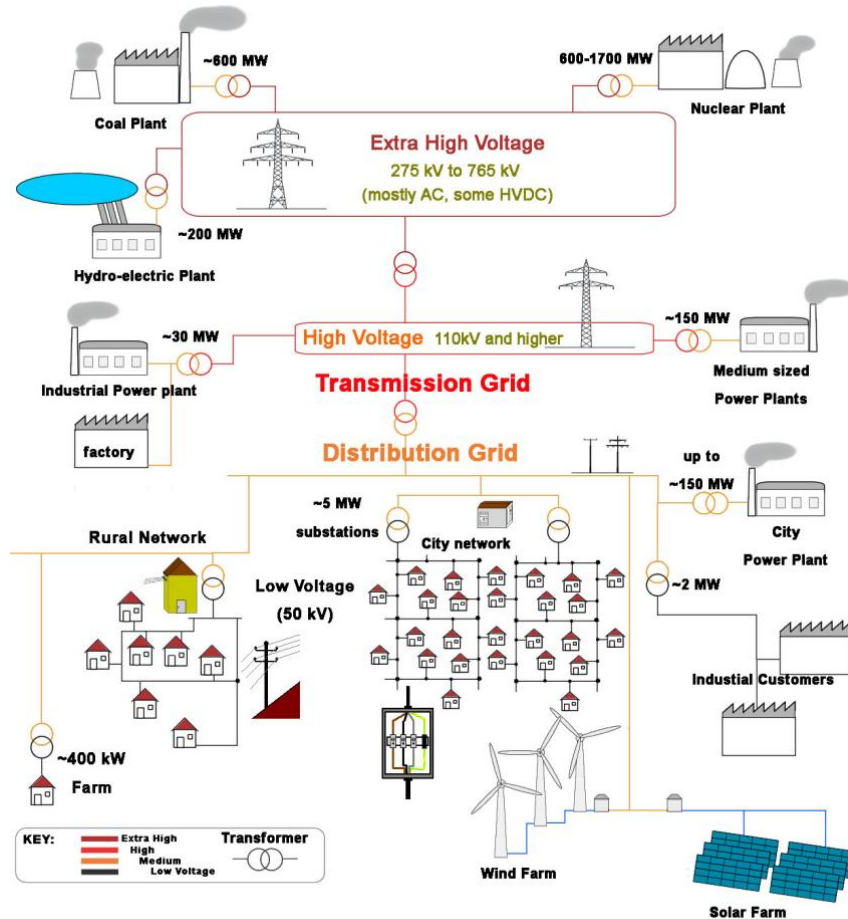 ~600 MW
600-1700 MW
Coal Plant
Nuclear Plant
Extra High Voltage
275 kV to 765 kV
(mostly AC, some HVDC)
~200 MW
Hydro-electric Plant
~30 MW
High Voltage 110kV and higher
~150 MW
Industrial Power plant
Medium sized
Power Plants
Transmission Grid
factory
Distribution Grid
up to
~150 MW
~5 MW
substations
City
Power Plant
Rural Network
City network
Low Voltage
(50 kV)
~2 MW
Industial Customers
~400 kW
Farm
KEY:
Extra High
High
Medium
Low Voltage
Transformer
Wind Farm
Solar Farm